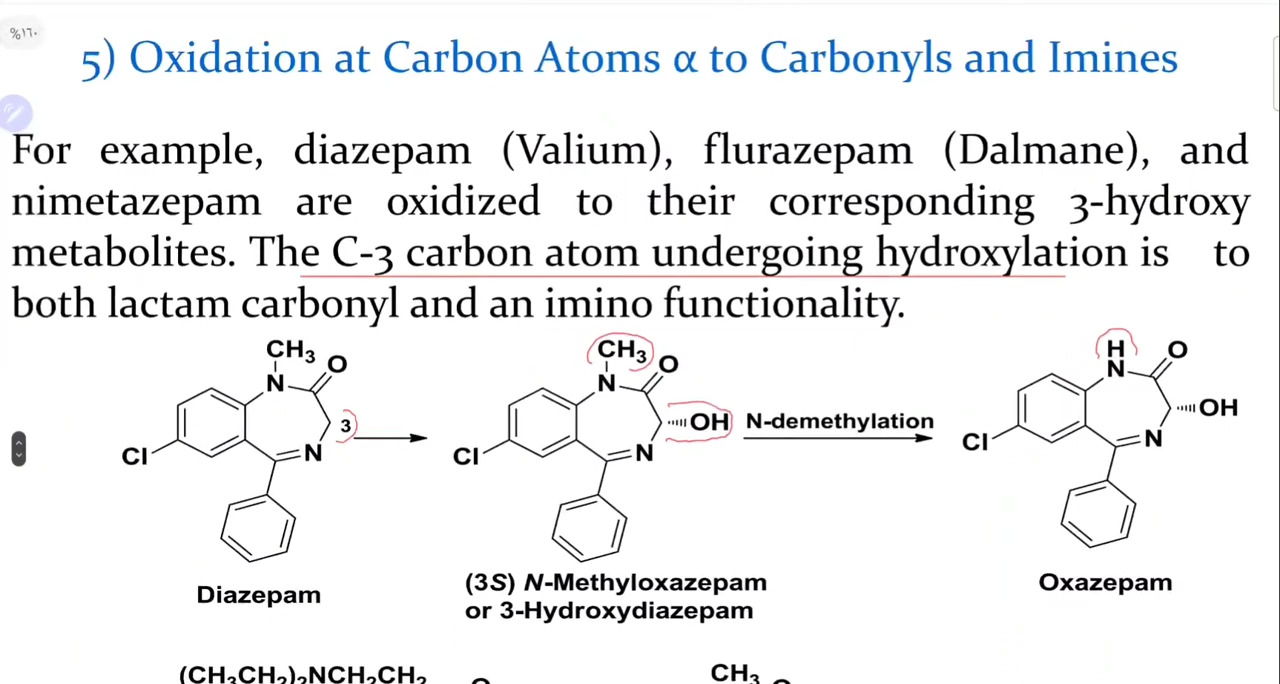 %١٦٠
5) Oxidation at Carbon Atoms α to Carbonyls and Imines
For example, diazepam (Valium), flurazepam (Dalmane), and
nimetazepam are oxidized to their corresponding 3-hydroxy
metabolites. The C-3 carbon atom undergoing hydroxylation is to
both lactam carbonyl and an imino functionality.
CH3 O N 3 N Cl
CH3 O N OH N Cl
N-demethylation
H O N OH N Cl
Diazepam
(3S) N-Methyloxazepam
or 3-Hydroxydiazepam
Oxazepam
(CH3CH2)2NCH2CH2 O
CH3 O